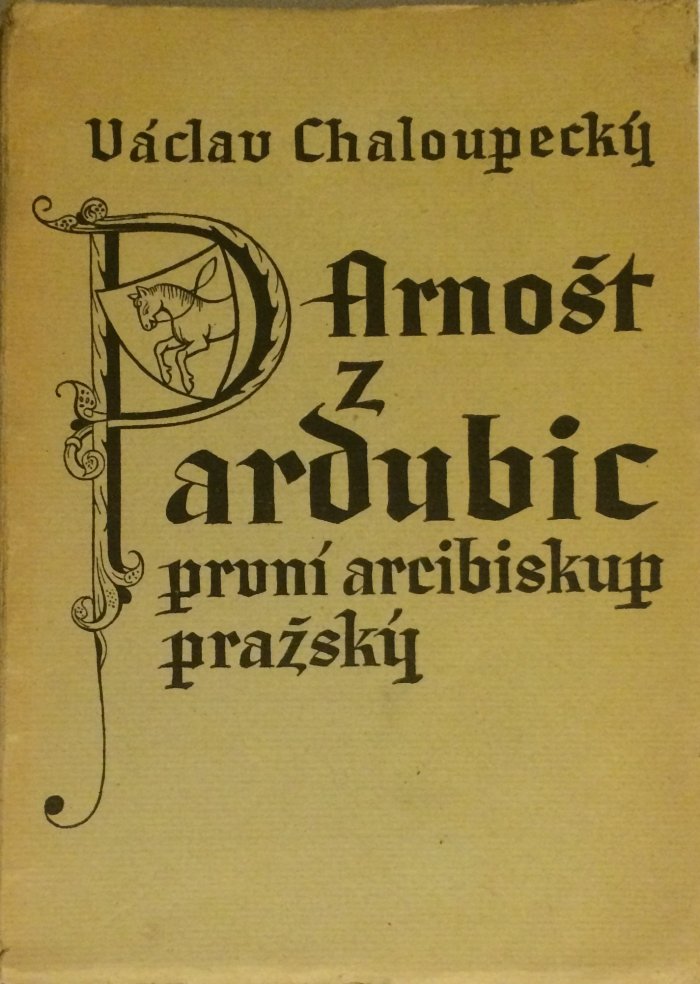 Václav Chaloupecký
Arnošt
z
Pardubic
první arcibiskup
pražský